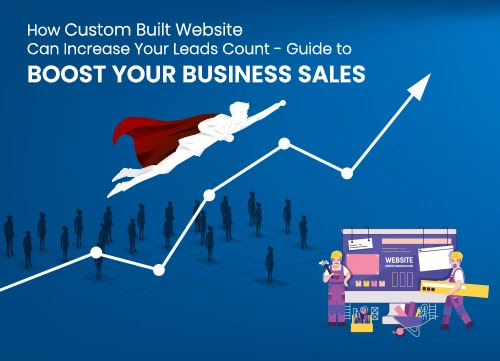 How Custom Built Website
Can Increase Your Leads Count - Guide to
BOOST YOUR BUSINESS SALES
WEBSITE